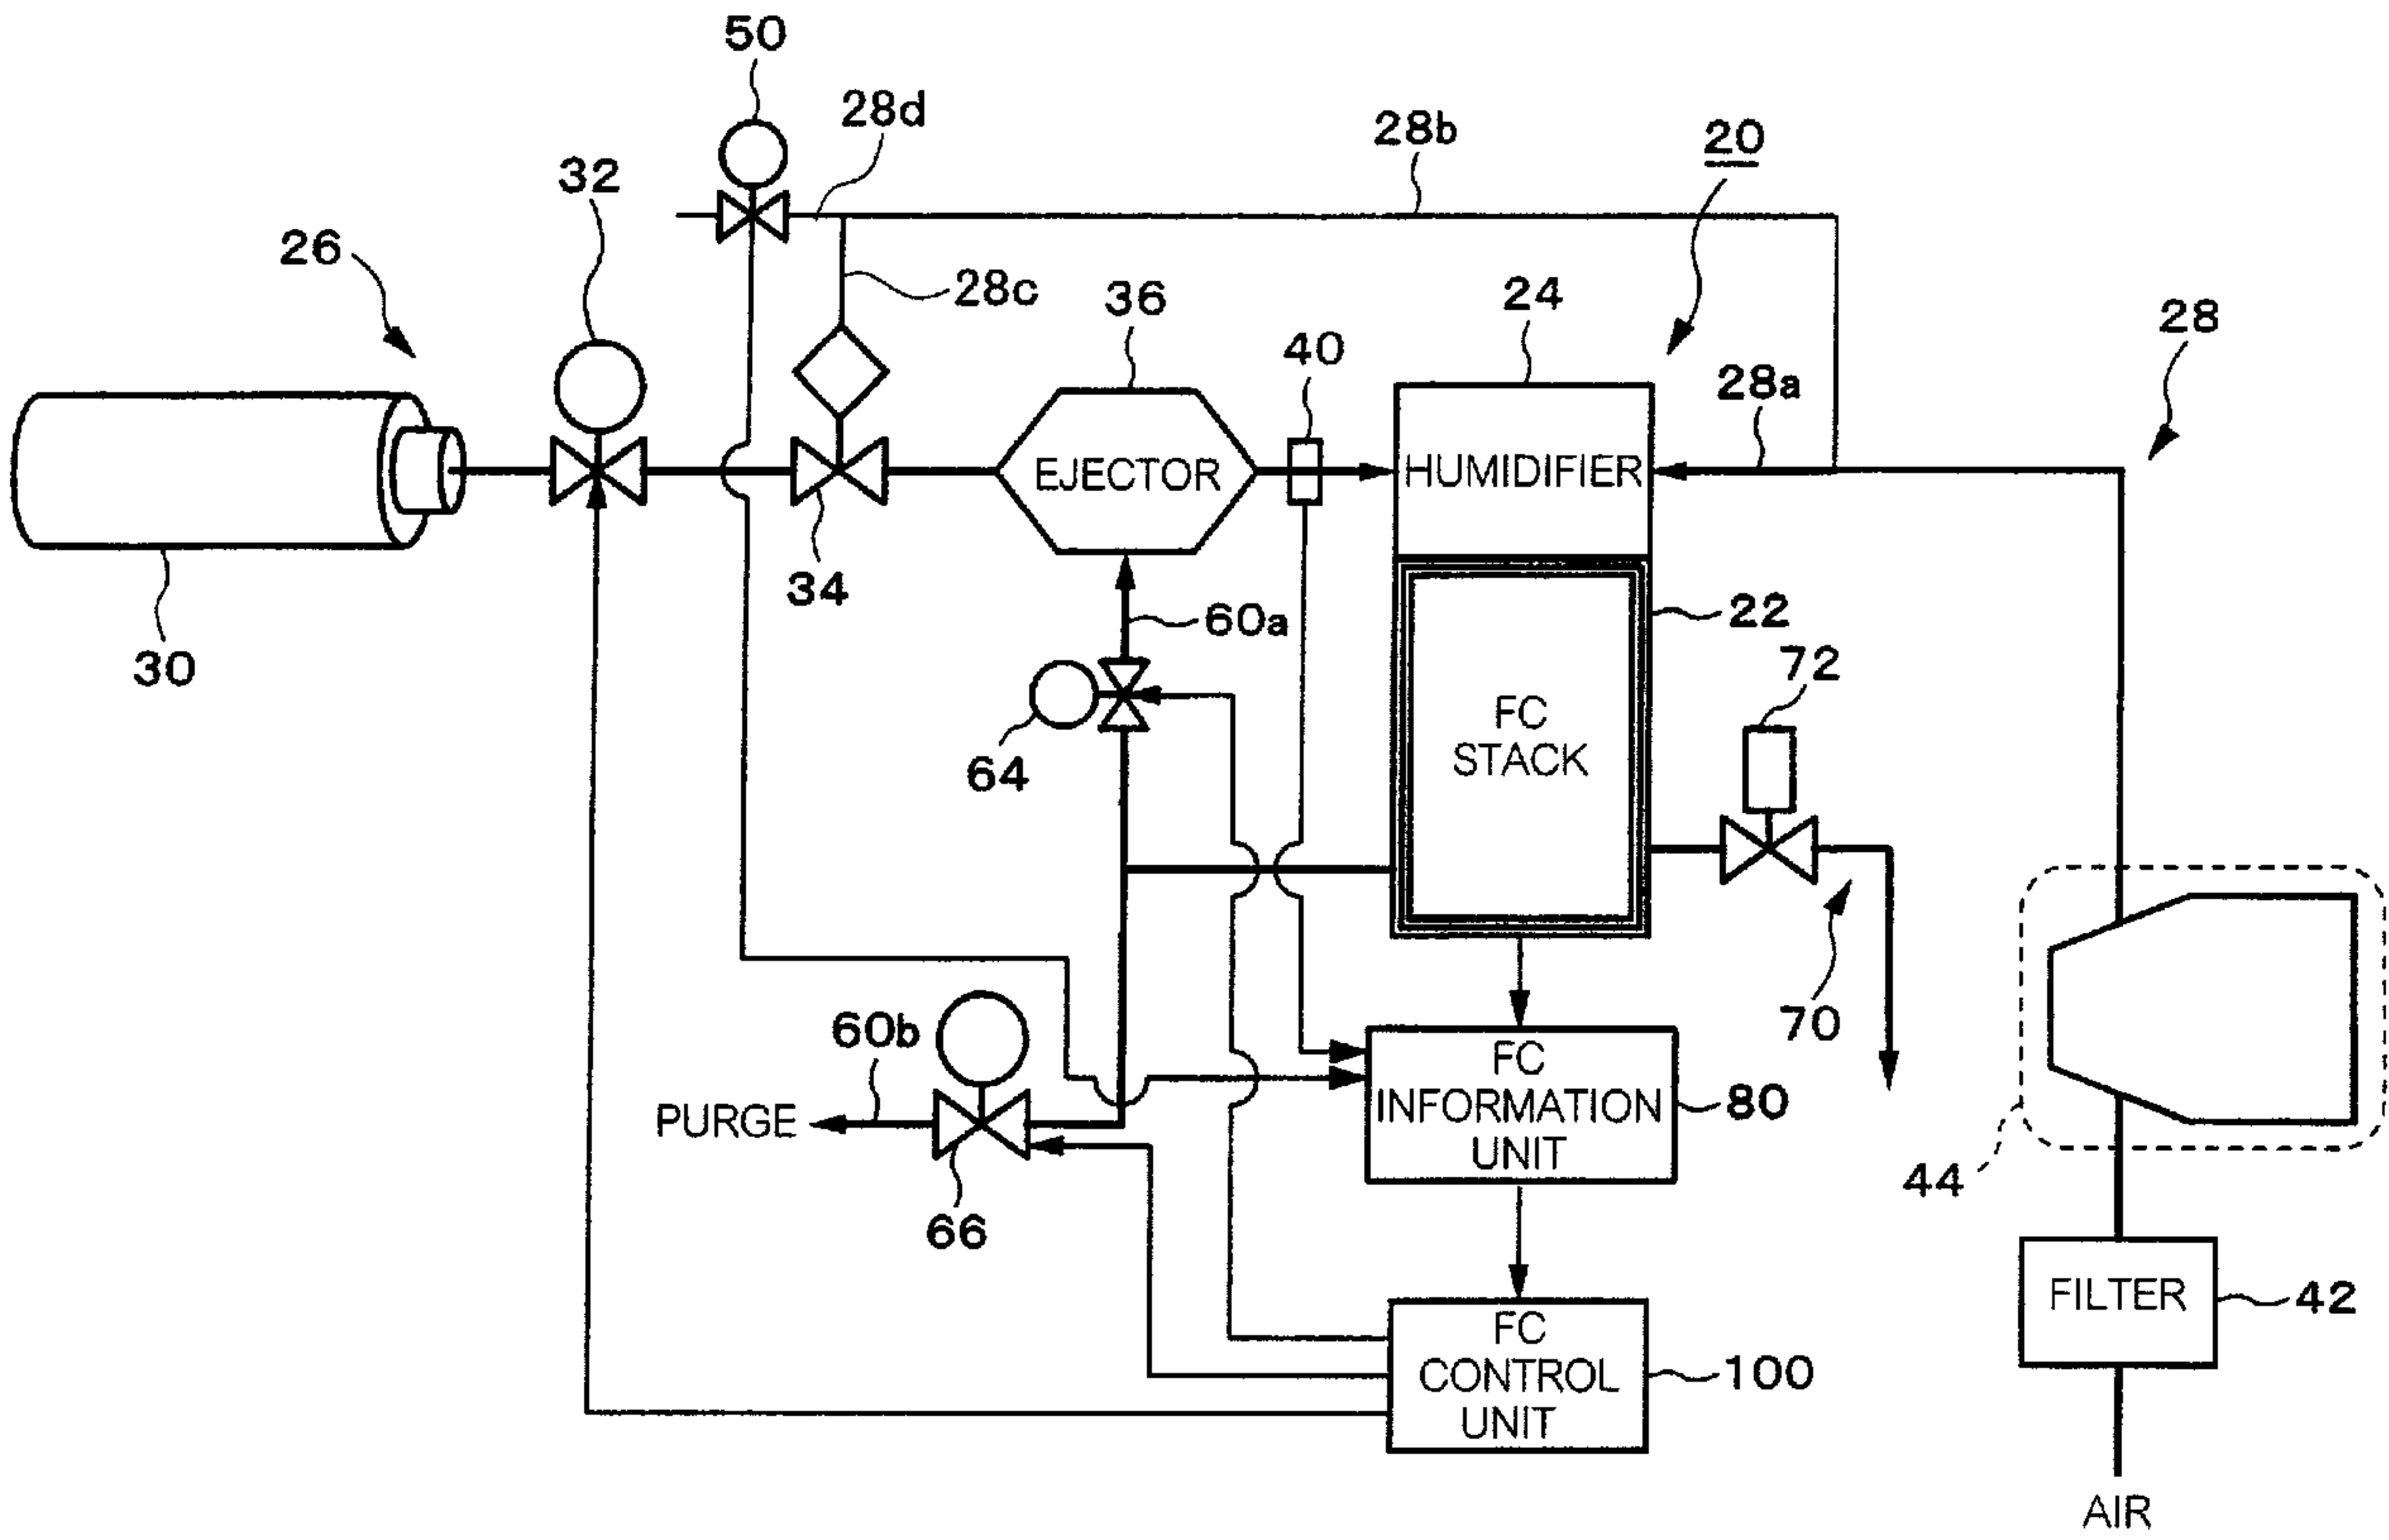 50
28d
28b
20
32
26
28c
36
24
28
40
28a
EJECTOR
HUMIDIFIER
34
60a
22
30
72
FC
STACK
64
60b
70
FC
INFORMATION
UNIT
80
PURGE
44
66
FILTER
42
FC
CONTROL
UNIT
100
AIR